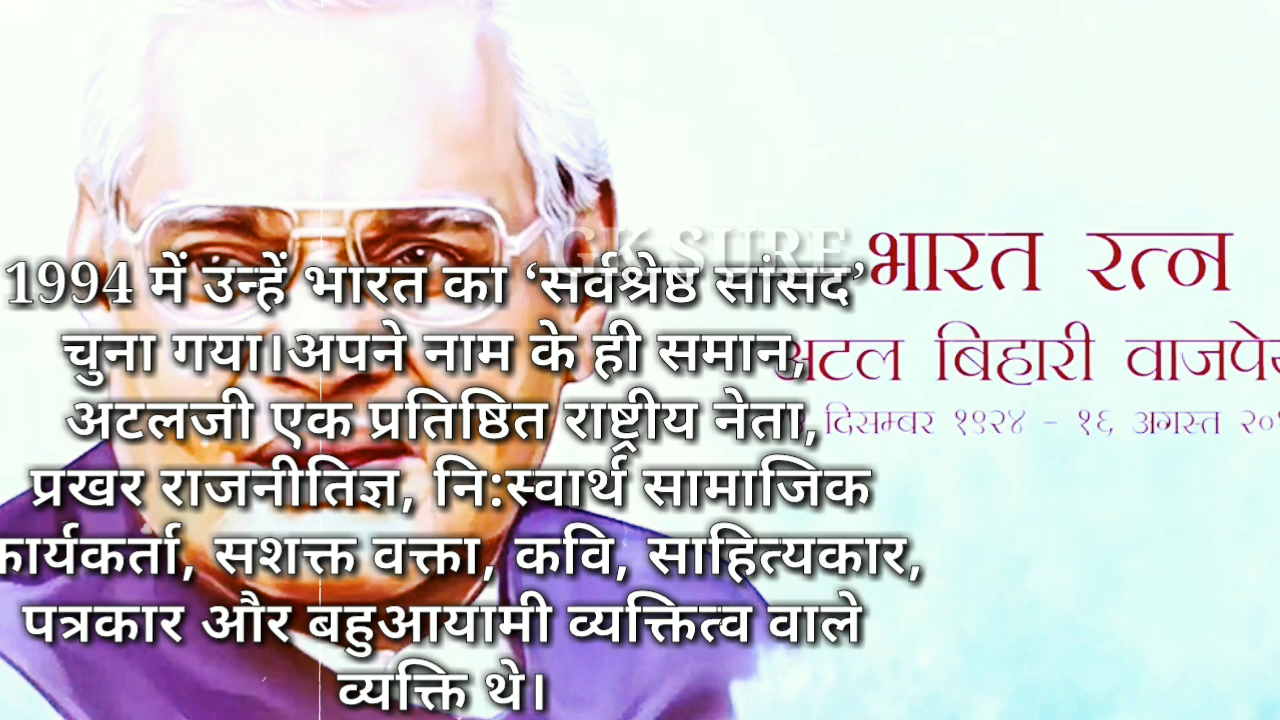 GK SURE
भारत रत्न
अटल बिहारी वाजपेय
दिसम्बर १९२४ - १६ अगस्त
1994 में उन्हें भारत का ‘सर्वश्रेष्ठ सांसद’
चुना गया।अपने नाम के ही समान,
अटलजी एक प्रतिष्ठित राष्ट्रीय नेता,
प्रखर राजनीतिज्ञ, नि:स्वार्थ सामाजिक
कार्यकर्ता, सशक्त वक्ता, कवि, साहित्यकार,
पत्रकार और बहुआयामी व्यक्तित्व वाले
व्यक्ति थे।